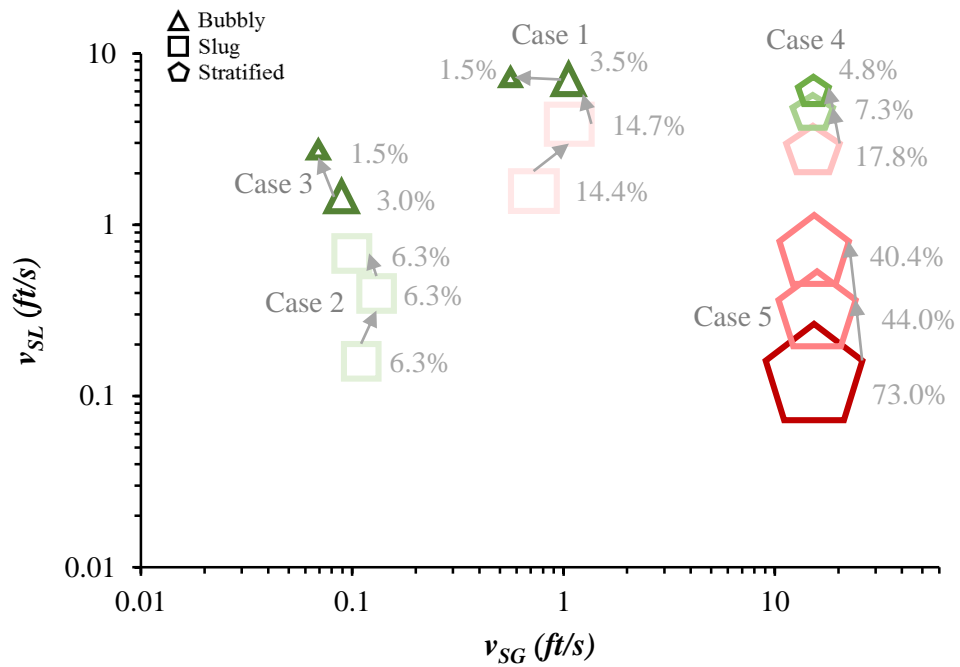 Bubbly
Slug
Stratified
Case 1
Case 4
10
1.5%
3.5%
4.8%
7.3%
14.7%
17.8%
1.5%
Case 3
14.4%
3.0%
1
6.3%
40.4%
6.3%
Case 2
Case 5
44.0%
6.3%
73.0%
0.1
0.01
v_SL (ft/s)
0.01
0.1
1
10
v_SG (ft/s)